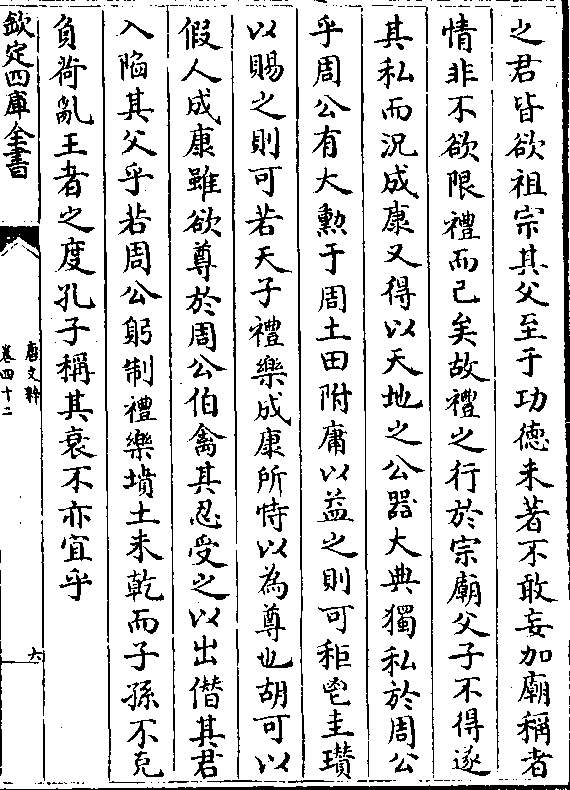 之君皆欲祖宗其父至于功德未著不敢妄加廟稱者
情非不欲限禮而已矣故禮之行於宗廟父子不得遂
其私而況成康又得以天地之公器大典獨私於周公
乎周公有大勲于周土田附庸以益之則可秬鬯圭瓚
以賜之則可若天子禮樂成康所恃以為尊也胡可以
假人成康雖欲尊於周公伯禽其忍受之以出僭其君
入陷其父乎若周公躬制禮樂墳土未乾而子孫不克
負荷亂王者之度孔子稱其衰不亦宜乎
欽定四庫全書
唐文粹
卷四十二
六